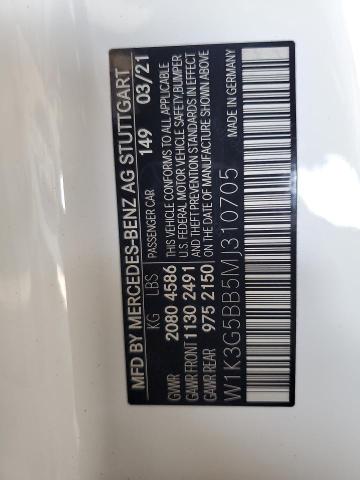 MFD BY MERCEDES-BENZ AG STUTTGART
KG LBS PASSENGER CAR 149 03/21
GVWR 2080 4586 THIS VEHICLE CONFORMS TO ALL APPLICABLE
GAWR FRONT 1130 2491 U.S. FEDERAL MOTOR VEHICLE SAFETY BUMPER
GAWR REAR 975 2150 AND THEFT PREVENTION STANDARDS IN EFFECT
ON THE DATE OF MANUFACTURE SHOWN ABOVE
W1K3G5BB5MJ310705 MADE IN GERMANY